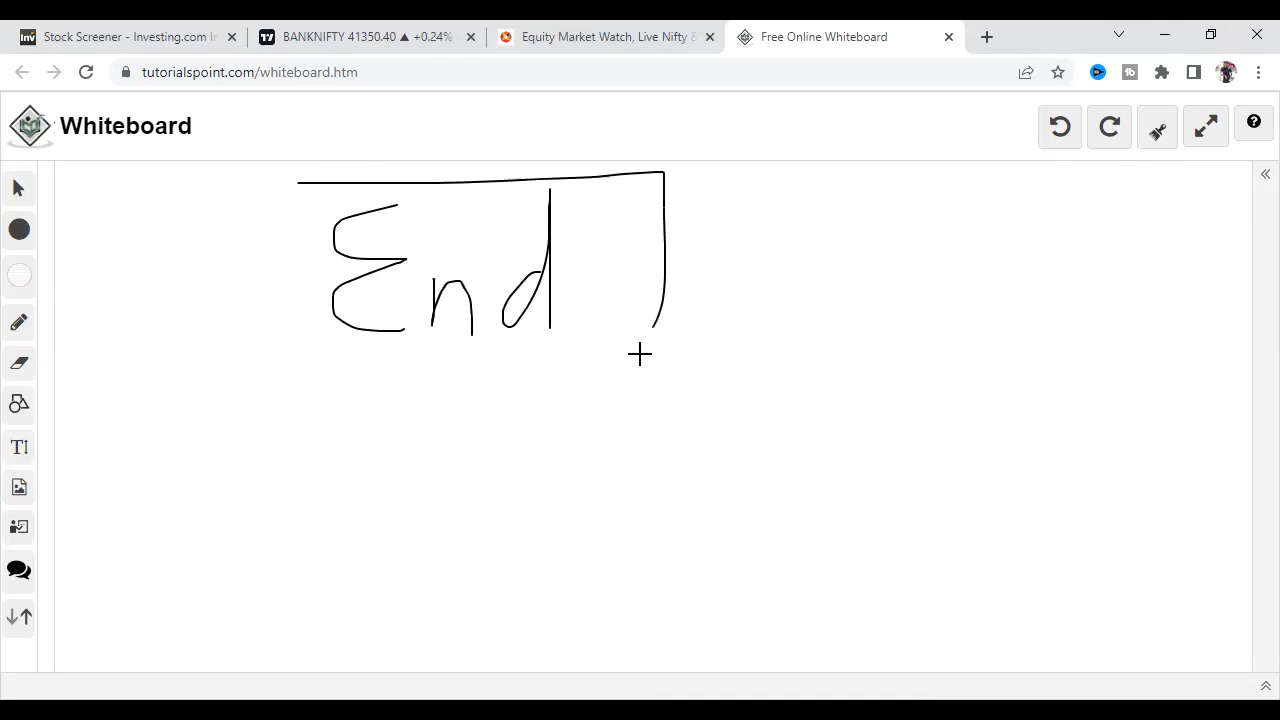 Stock Screener - Investing.com In
BANKNIFTY 41350.40 ▲ +0.24%
Equity Market Watch, Live Nifty &
Free Online Whiteboard
tutorialspoint.com/whiteboard.htm
Whiteboard
End